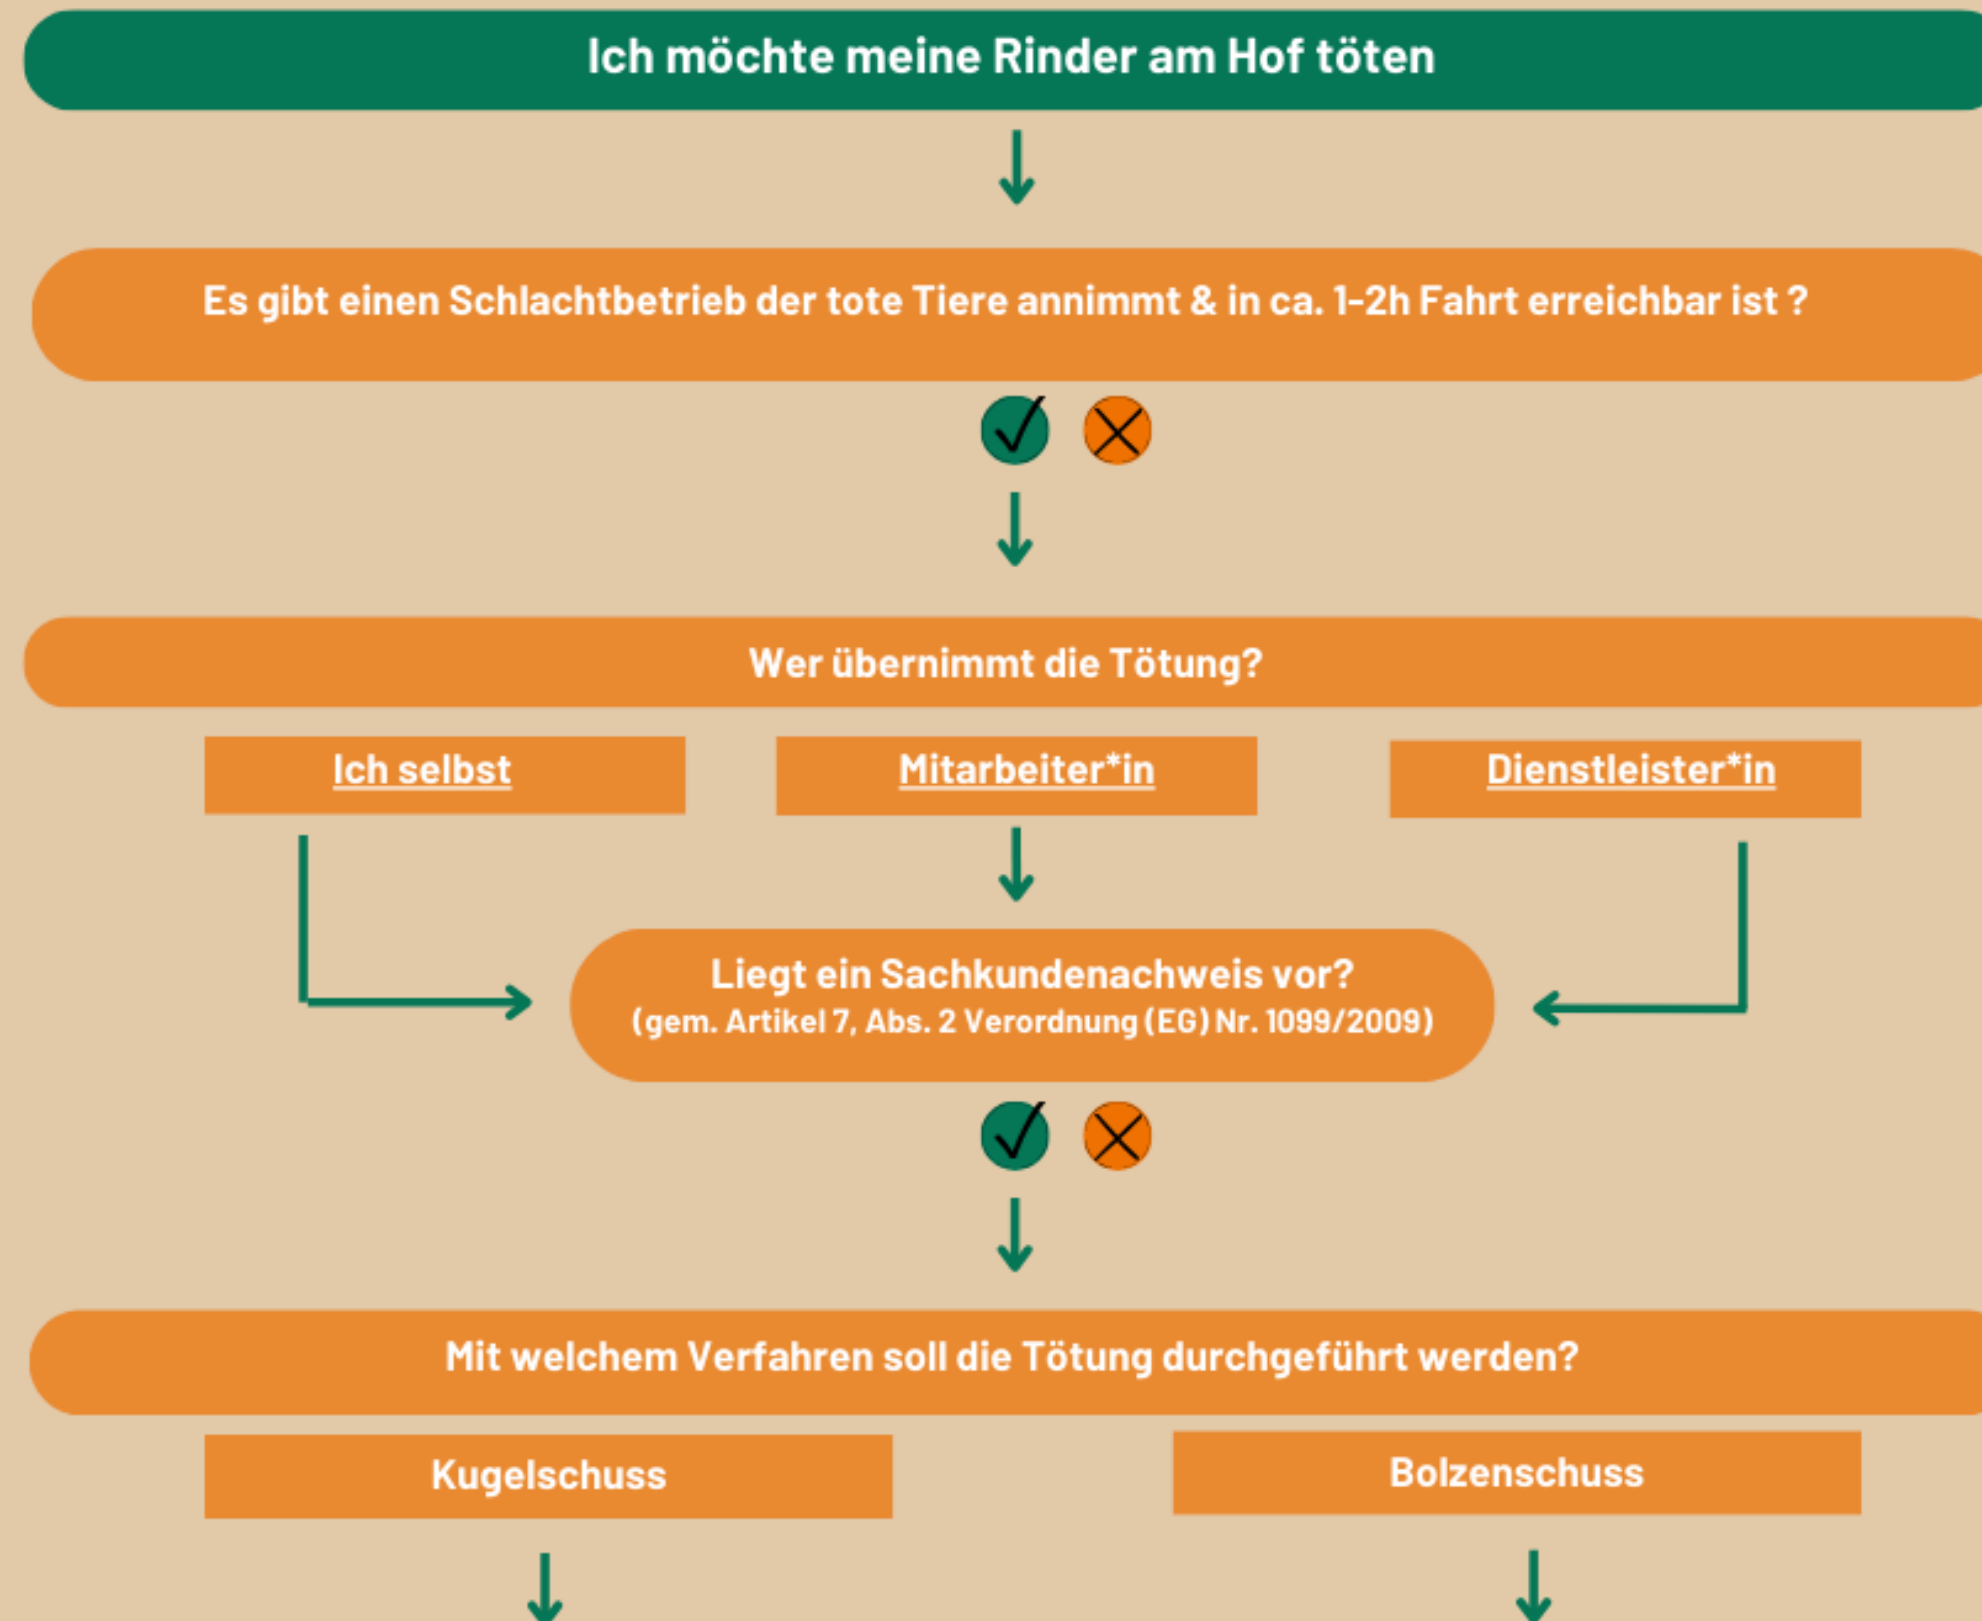 Ich möchte meine Rinder am Hof töten
Es gibt einen Schlachtbetrieb der tote Tiere annimmt & in ca. 1-2h Fahrt erreichbar ist ?
Wer übernimmt die Tötung?
Ich selbst
Mitarbeiter*in
Dienstleister*in
Liegt ein Sachkundenachweis vor?
(gem. Artikel 7, Abs. 2 Verordnung (EG) Nr. 1099/2009)
Mit welchem Verfahren soll die Tötung durchgeführt werden?
Kugelschuss
Bolzenschuss